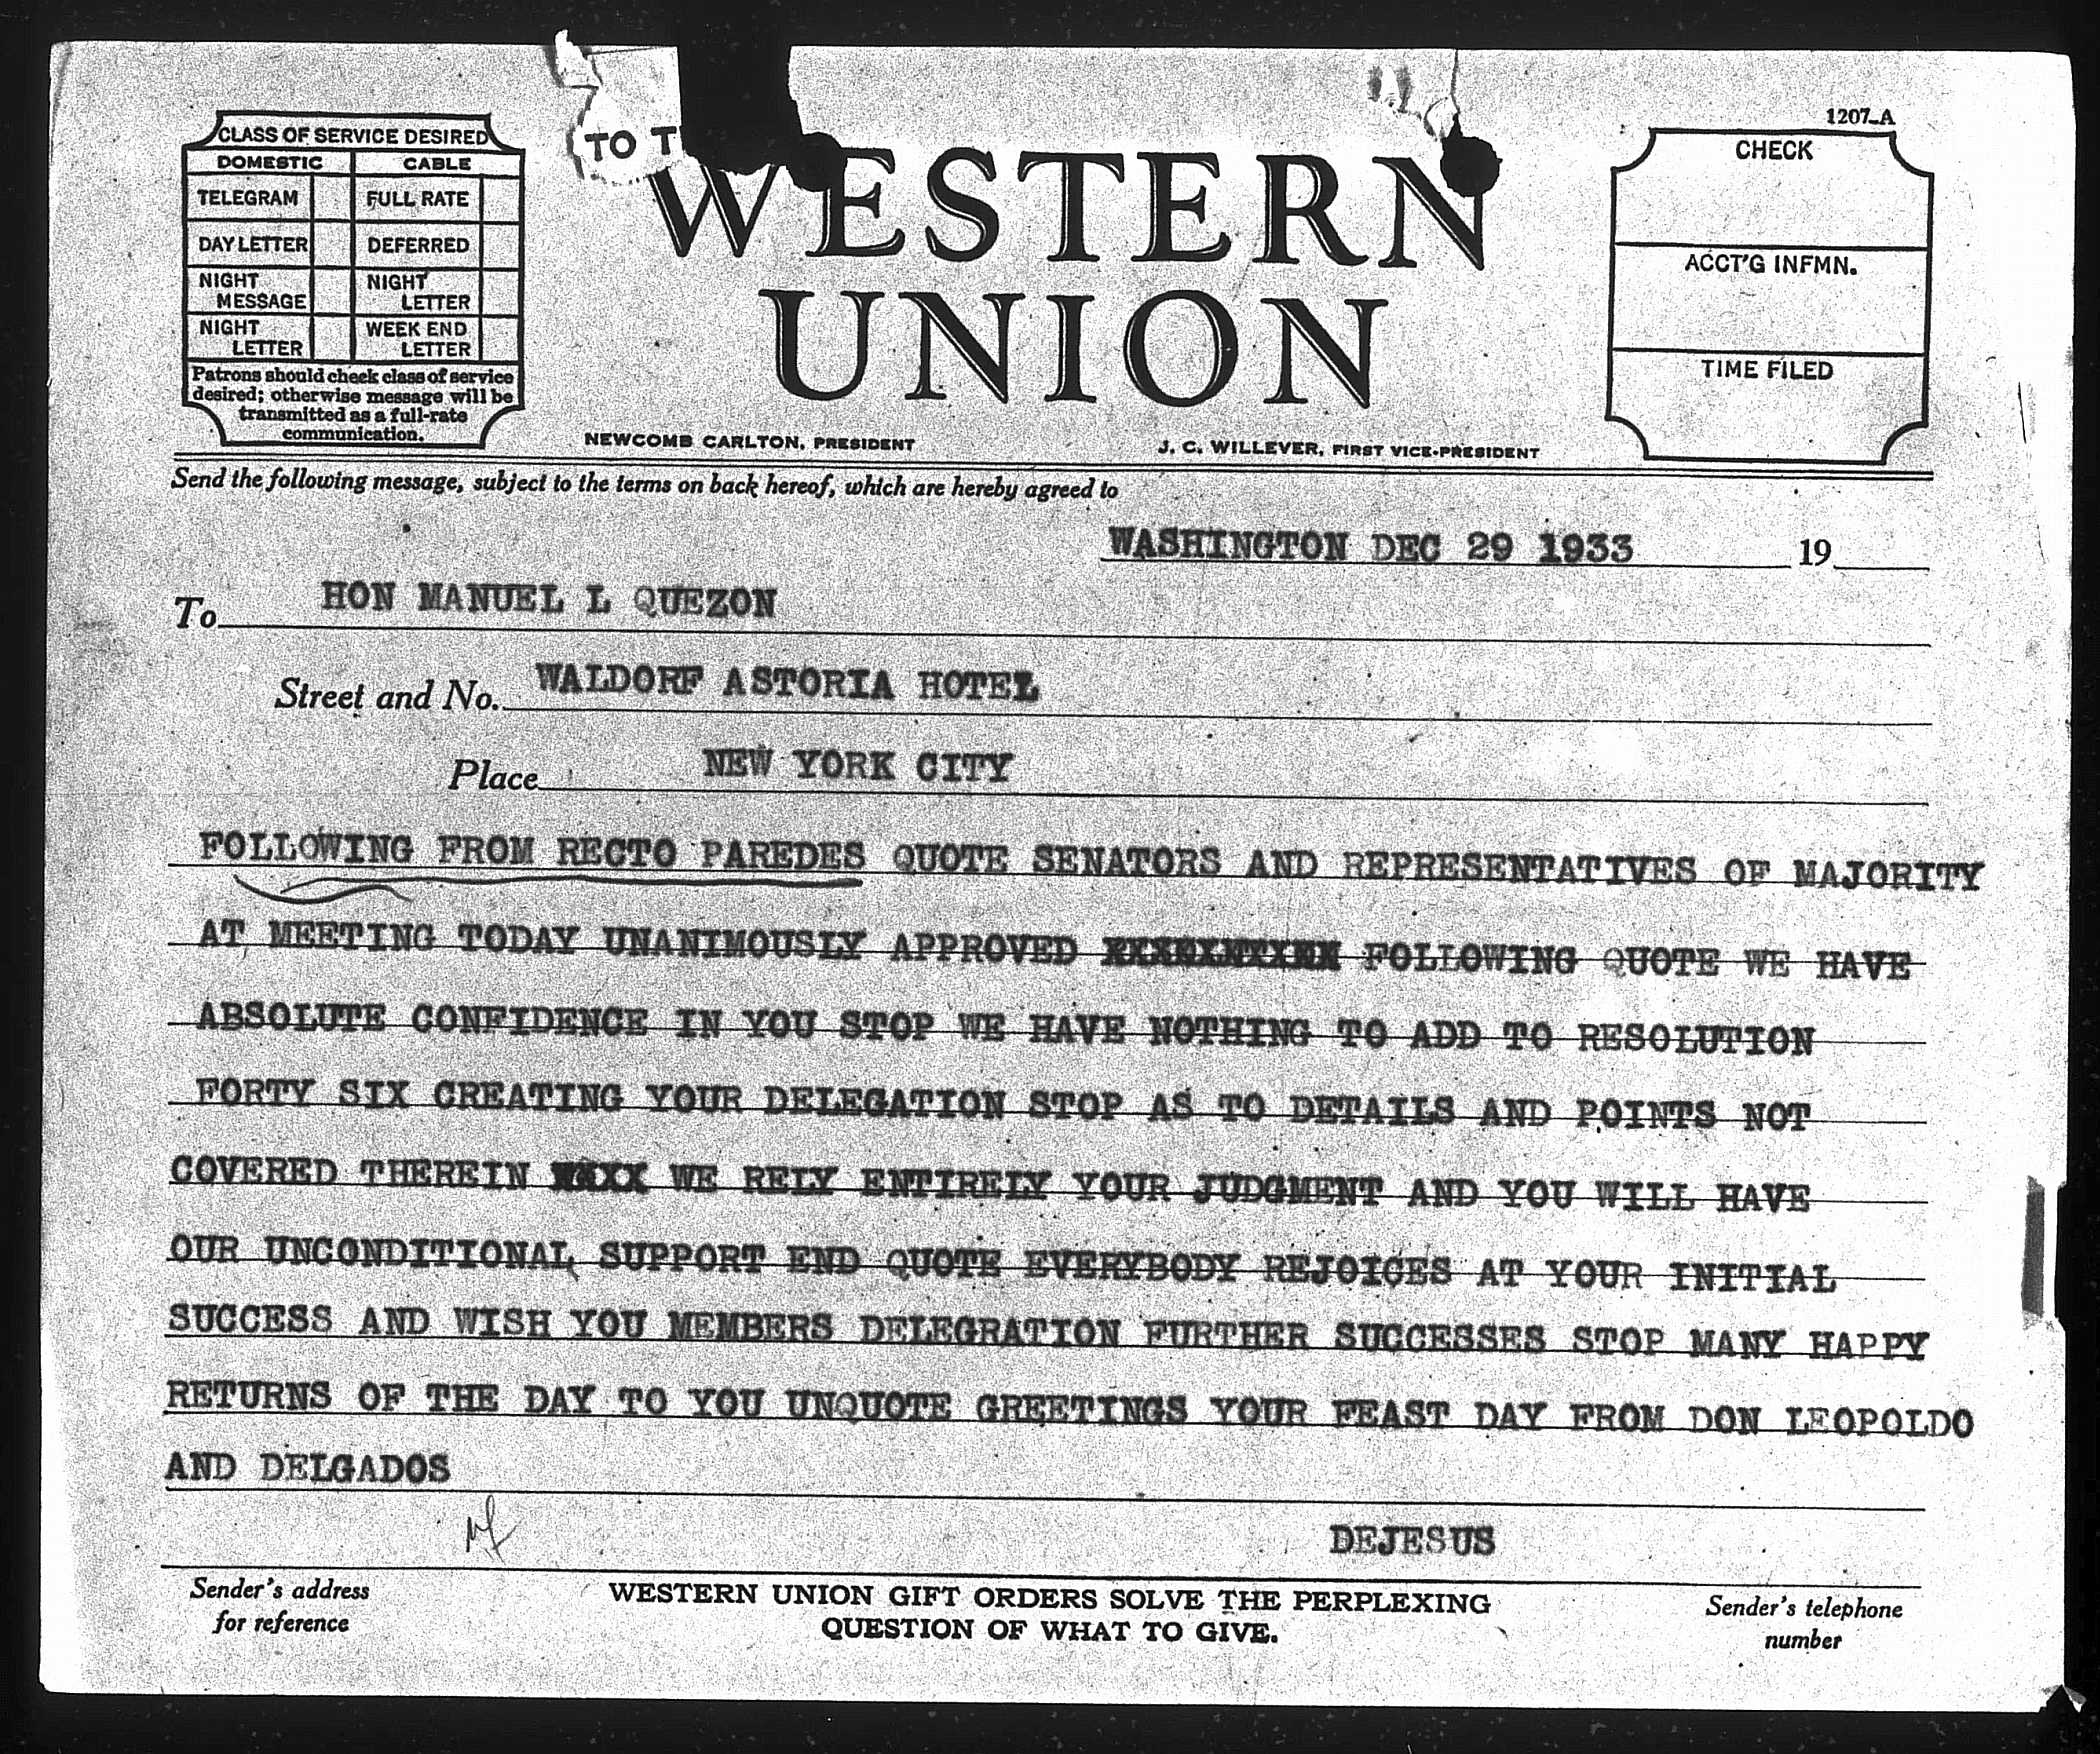 TO T
1207-A
CLASS OF SERVICE DESIRED
DOMESTIC CABLE
TELEGRAM FULL RATE
DAY LETTER DEFERRED
NIGHT MESSAGE NIGHT LETTER
NIGHT LETTER WEEK END LETTER
Patrons should check class of service
desired; otherwise message will be
transmitted as a full-rate
communication.
WESTERN
UNION
NEWCOMB CARLTON, PRESIDENT J. C. WILLEVER, FIRST VICE-PRESIDENT
CHECK
ACCT'G INFMN.
TIME FILED
Send the following message, subject to the terms on back hereof, which are hereby agreed to
WASHINGTON DEC 29 1933 19
To HON MANUEL L QUEZON
Street and No. WALDORF ASTORIA HOTEL
Place NEW YORK CITY
FOLLOWING FROM RECTO PAREDES QUOTE SENATORS AND REPRESENTATIVES OF MAJORITY
AT MEETING TODAY UNANIMOUSLY APPROVED FOLLOWING QUOTE WE HAVE
ABSOLUTE CONFIDENCE IN YOU STOP WE HAVE NOTHING TO ADD TO RESOLUTION
FORTY SIX CREATING YOUR DELEGATION STOP AS TO DETAILS AND POINTS NOT
COVERED THEREIN WE RELY ENTIRELY YOUR JUDGMENT AND YOU WILL HAVE
OUR UNCONDITIONAL SUPPORT END QUOTE EVERYBODY REJOICES AT YOUR INITIAL
SUCCESS AND WISH YOU MEMBERS DELEGRATION FURTHER SUCCESSES STOP MANY HAPPY
RETURNS OF THE DAY TO YOU UNQUOTE GREETINGS YOUR FEAST DAY FROM DON LEOPOLDO
AND DELGADOS
DEJESUS
Sender's address
for reference
WESTERN UNION GIFT ORDERS SOLVE THE PERPLEXING
QUESTION OF WHAT TO GIVE.
Sender's telephone
number